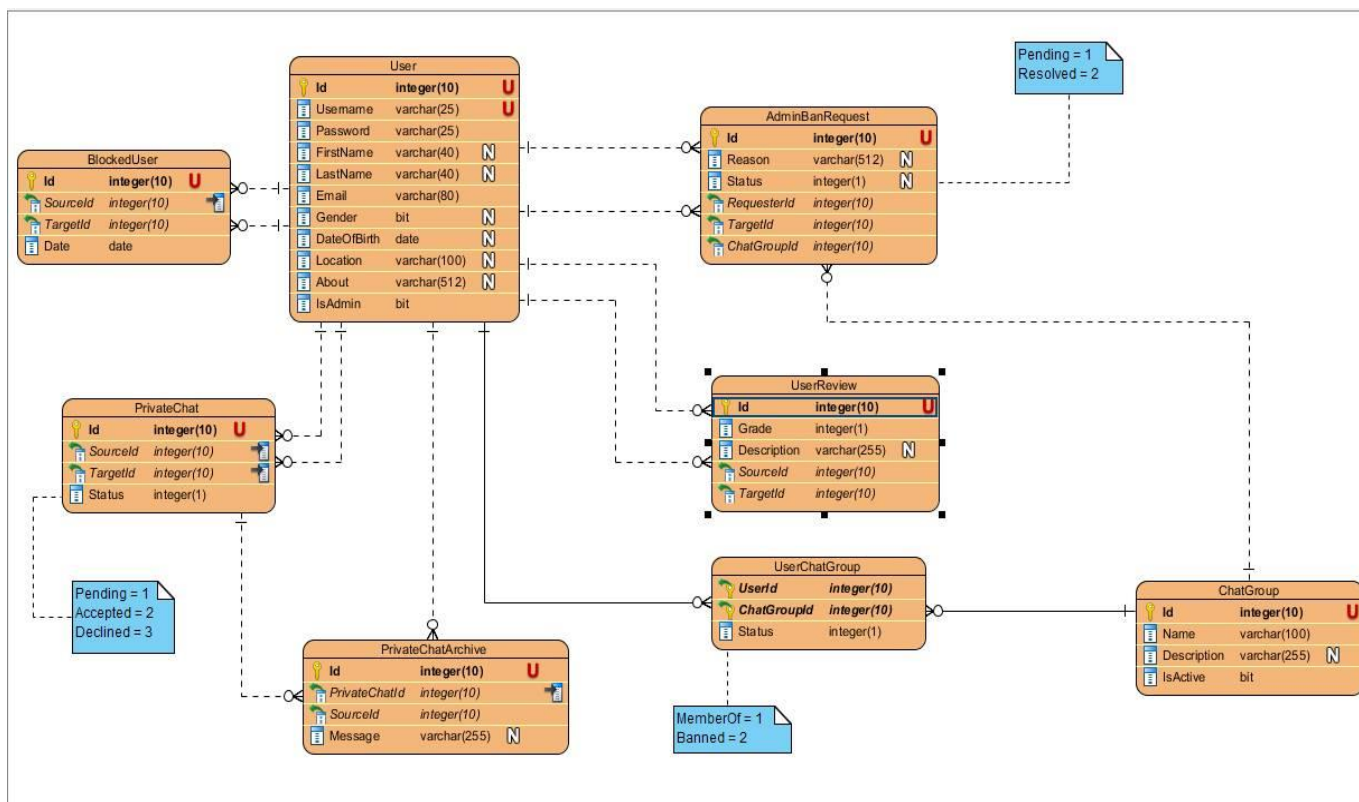 User
Id integer(10) U
Username varchar(25) U
Password varchar(25)
FirstName varchar(40) N
LastName varchar(40) N
Email varchar(80)
Gender bit N
DateOfBirth date N
Location varchar(100) N
About varchar(512) N
IsAdmin bit
Pending = 1
Resolved = 2
AdminBanRequest
Id integer(10) U
Reason varchar(512) N
Status integer(1) N
RequesterId integer(10)
TargetId integer(10)
ChatGroupId integer(10)
BlockedUser
Id integer(10) U
SourceId integer(10)
TargetId integer(10)
Date date
PrivateChat
Id integer(10) U
SourceId integer(10)
TargetId integer(10)
Status integer(1)
UserReview
Id integer(10) U
Grade integer(1)
Description varchar(255) N
SourceId integer(10)
TargetId integer(10)
Pending = 1
Accepted = 2
Declined = 3
UserChatGroup
UserId integer(10)
ChatGroupId integer(10)
Status integer(1)
ChatGroup
Id integer(10) U
Name varchar(100)
Description varchar(255) N
IsActive bit
PrivateChatArchive
Id integer(10) U
PrivateChatId integer(10)
SourceId integer(10)
Message varchar(255) N
MemberOf = 1
Banned = 2